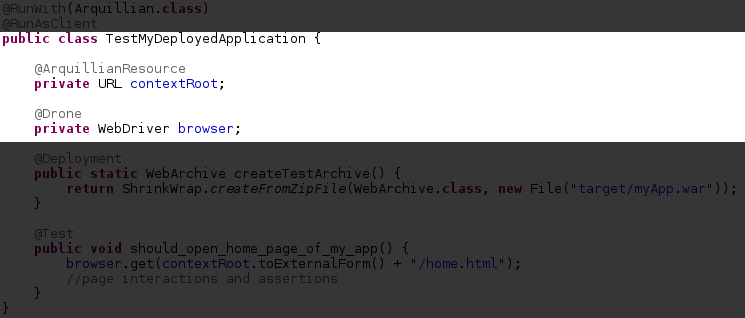 @RunWith(Arquillian.class)
@RunAsClient
public class TestMyDeployedApplication {
@ArquillianResource
private URL contextRoot;
@Drone
private WebDriver browser;
@Deployment
public static WebArchive createTestArchive() {
return ShrinkWrap.createFromZipFile(WebArchive.class, new File("target/myApp.war"));
}
@Test
public void should_open_home_page_of_my_app() {
browser.get(contextRoot.toExternalForm() + "/home.html");
//page interactions and assertions
}
}